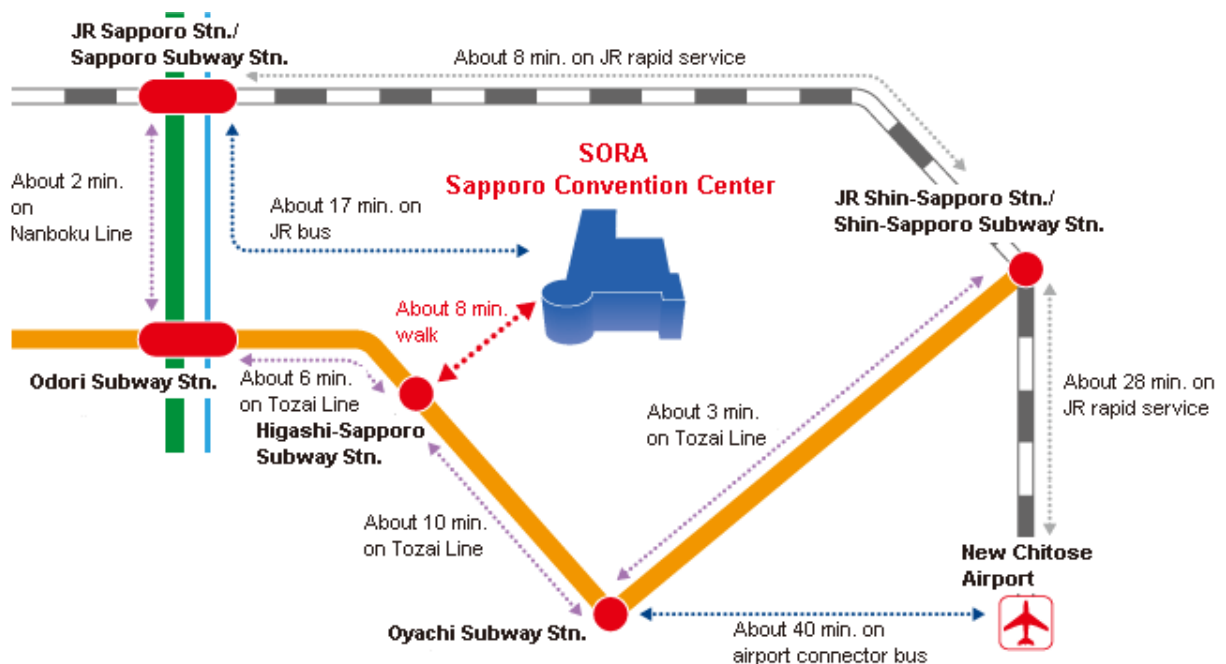 JR Sapporo Stn./
Sapporo Subway Stn.
About 8 min. on JR rapid service
SORA
Sapporo Convention Center
About 2 min.
on
Nanboku Line
About 17 min. on
JR bus
JR Shin-Sapporo Stn./
Shin-Sapporo Subway Stn.
About 8 min.
walk
Odori Subway Stn.
About 6 min.
on Tozai Line
Higashi-Sapporo
Subway Stn.
About 3 min.
on Tozai Line
About 28 min. on
JR rapid service
About 10 min.
on Tozai Line
New Chitose
Airport
Oyachi Subway Stn.
About 40 min. on
airport connector bus